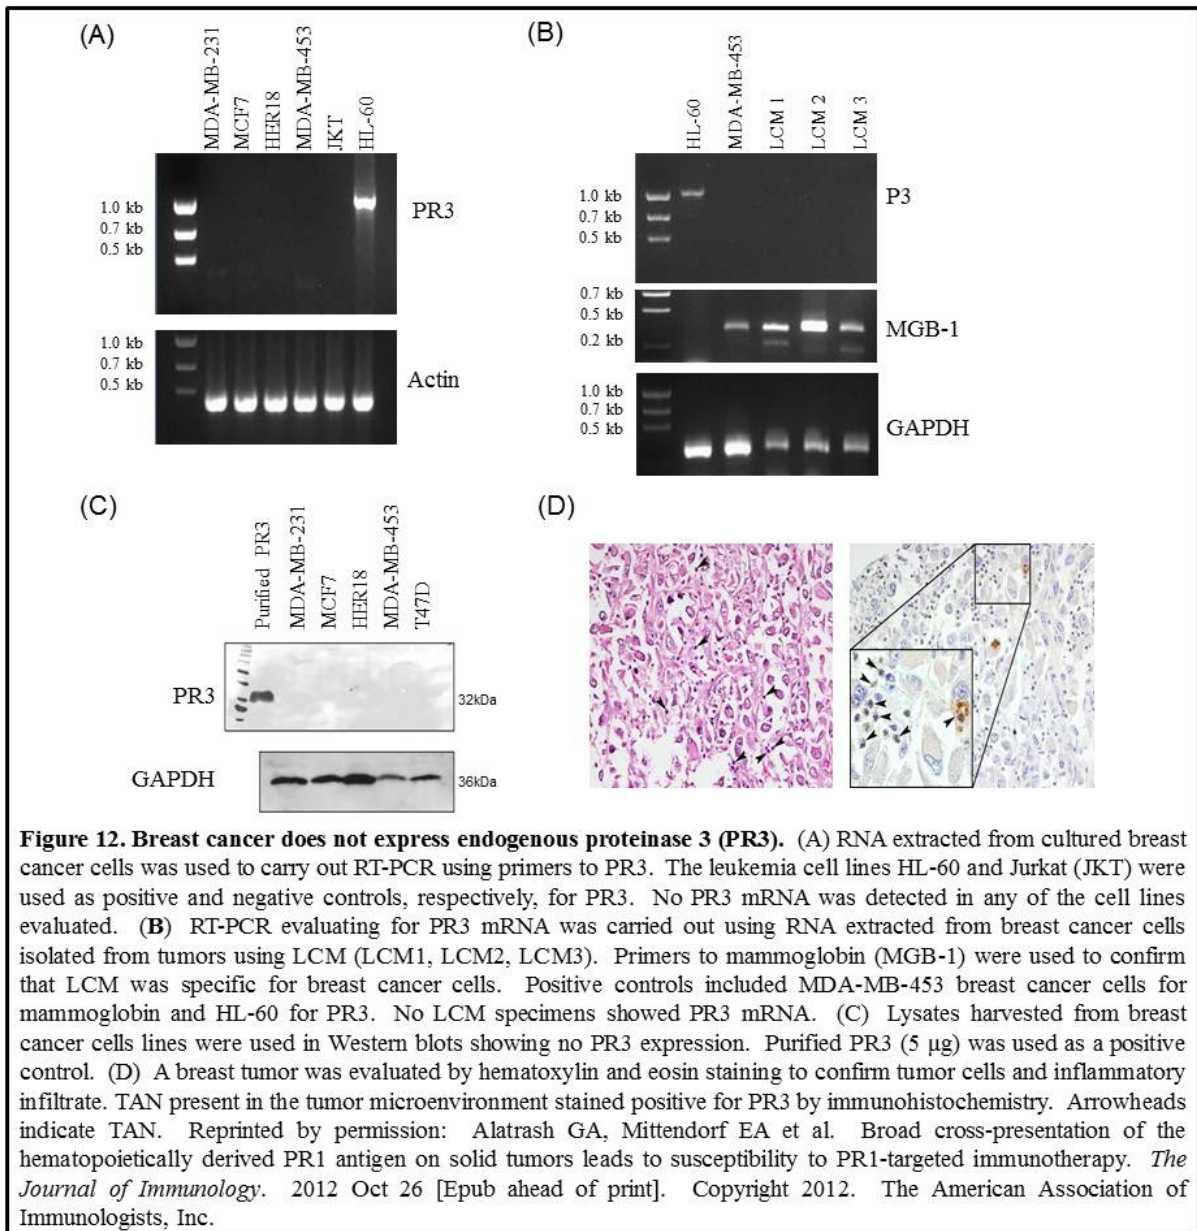 (A)
MDA-MB-231
MCF7
HER18
MDA-MB-453
JKT
HL-60
1.0 kb
0.7 kb
0.5 kb
PR3
1.0 kb
0.7 kb
0.5 kb
Actin
(B)
HL-60
MDA-MB-453
LCM 1
LCM 2
LCM 3
1.0 kb
0.7 kb
0.5 kb
P3
0.7 kb
0.5 kb
0.2 kb
MGB-1
1.0 kb
0.7 kb
0.5 kb
GAPDH
(C)
Purified PR3
MDA-MB-231
MCF7
HER18
MDA-MB-453
T47D
PR3
32kDa
GAPDH
36kDa
(D)
Figure 12. Breast cancer does not express endogenous proteinase 3 (PR3). (A) RNA extracted from cultured breast
cancer cells was used to carry out RT-PCR using primers to PR3. The leukemia cell lines HL-60 and Jurkat (JKT) were
used as positive and negative controls, respectively, for PR3. No PR3 mRNA was detected in any of the cell lines
evaluated. (B) RT-PCR evaluating for PR3 mRNA was carried out using RNA extracted from breast cancer cells
isolated from tumors using LCM (LCM1, LCM2, LCM3). Primers to mammoglobin (MGB-1) were used to confirm
that LCM was specific for breast cancer cells. Positive controls included MDA-MB-453 breast cancer cells for
mammoglobin and HL-60 for PR3. No LCM specimens showed PR3 mRNA. (C) Lysates harvested from breast
cancer cells lines were used in Western blots showing no PR3 expression. Purified PR3 (5 μg) was used as a positive
control. (D) A breast tumor was evaluated by hematoxylin and eosin staining to confirm tumor cells and inflammatory
infiltrate. TAN present in the tumor microenvironment stained positive for PR3 by immunohistochemistry. Arrowheads
indicate TAN. Reprinted by permission: Alatrash GA, Mittendorf EA et al. Broad cross-presentation of the
hematopoietically derived PR1 antigen on solid tumors leads to susceptibility to PR1-targeted immunotherapy. The
Journal of Immunology. 2012 Oct 26 [Epub ahead of print]. Copyright 2012. The American Association of
Immunologists, Inc.